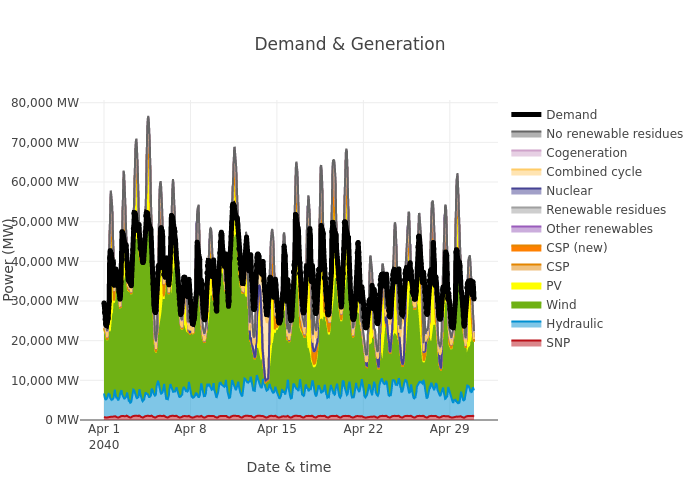 Demand & Generation
80,000 MW
70,000 MW
60,000 MW
50,000 MW
40,000 MW
30,000 MW
20,000 MW
10,000 MW
0 MW
Power (MW)
Apr 1
2040
Apr 8
Apr 15
Apr 22
Apr 29
Date & time
Demand
No renewable residues
Cogeneration
Combined cycle
Nuclear
Renewable residues
Other renewables
CSP (new)
CSP
PV
Wind
Hydraulic
SNP